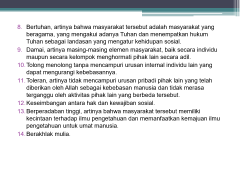 8. Bertuhan, artinya bahwa masyarakat tersebut adalah masyarakat yang
beragama, yang mengakui adanya Tuhan dan menempatkan hukum
Tuhan sebagai landasan yang mengatur kehidupan sosial.
9. Damai, artinya masing-masing elemen masyarakat, baik secara individu
maupun secara kelompok menghormati pihak lain secara adil.
10. Tolong menolong tanpa mencampuri urusan internal individu lain yang
dapat mengurangi kebebasannya.
11. Toleran, artinya tidak mencampuri urusan pribadi pihak lain yang telah
diberikan oleh Allah sebagai kebebasan manusia dan tidak merasa
terganggu oleh aktivitas pihak lain yang berbeda tersebut.
12. Keseimbangan antara hak dan kewajiban sosial.
13. Berperadaban tinggi, artinya bahwa masyarakat tersebut memiliki
kecintaan terhadap ilmu pengetahuan dan memanfaatkan kemajuan ilmu
pengetahuan untuk umat manusia.
14. Berakhlak mulia.